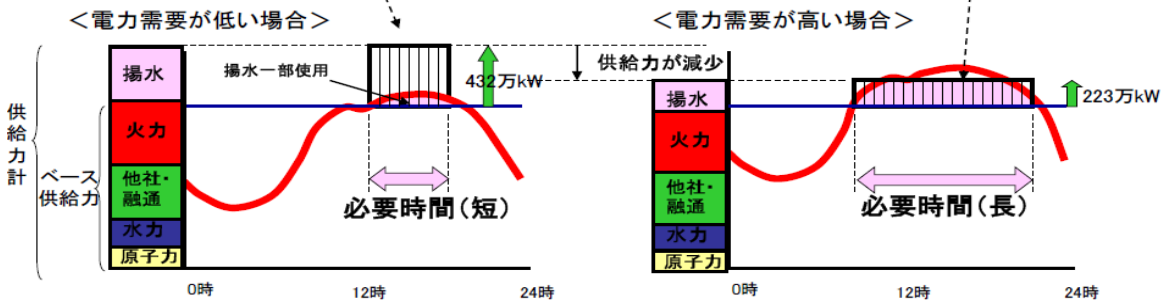 <電力需要が低い場合>
<電力需要が高い場合>
供給力計
ベース
供給力
揚水
火力
他社・
融通
水力
原子力
揚水一部使用
432万kW
必要時間(短)
0時
12時
24時
供給力が減少
揚水
火力
他社・
融通
水力
原子力
223万kW
必要時間(長)
0時
12時
24時